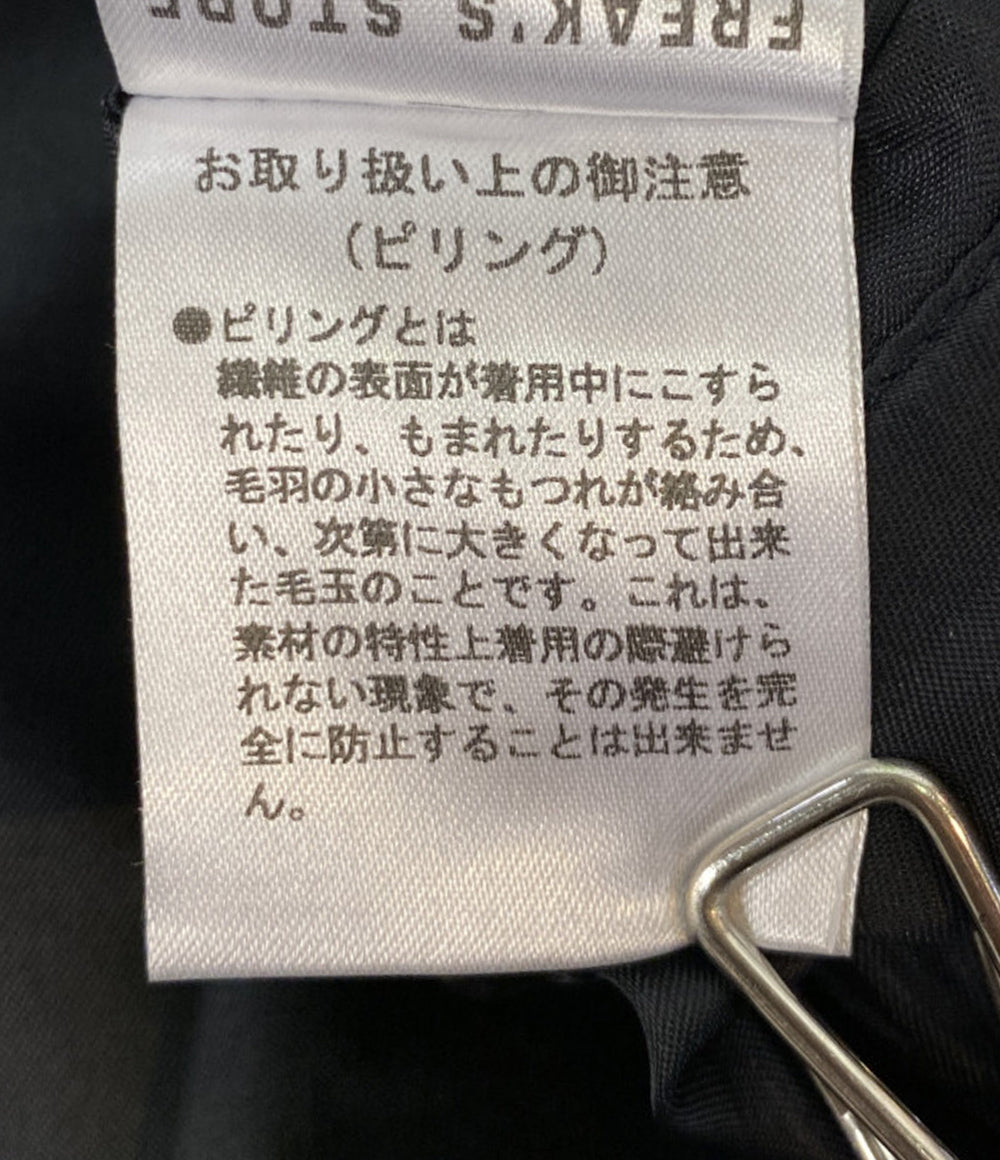 FREAK'S STORE
お取り扱い上の御注意
（ピリング）
●ピリングとは
繊維の表面が着用中にこすら
れたり、もまれたりするため、
毛羽の小さなもつれが絡み合
い、次第に大きくなって出来
た毛玉のことです。これは、
素材の特性上着用の際避けら
れない現象で、その発生を完
全に防止することは出来ませ
ん。